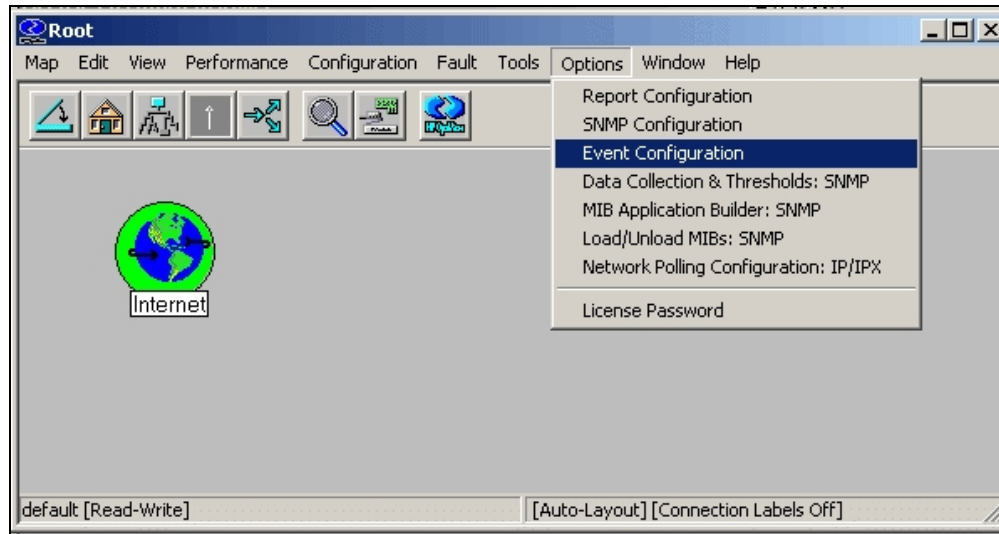 Root
Map Edit View Performance Configuration Fault Tools Options Window Help
Report Configuration
SNMP Configuration
Event Configuration
Data Collection & Thresholds: SNMP
MIB Application Builder: SNMP
Load/Unload MIBs: SNMP
Network Polling Configuration: IP/IPX
License Password
Internet
default [Read-Write] [Auto-Layout] [Connection Labels Off]